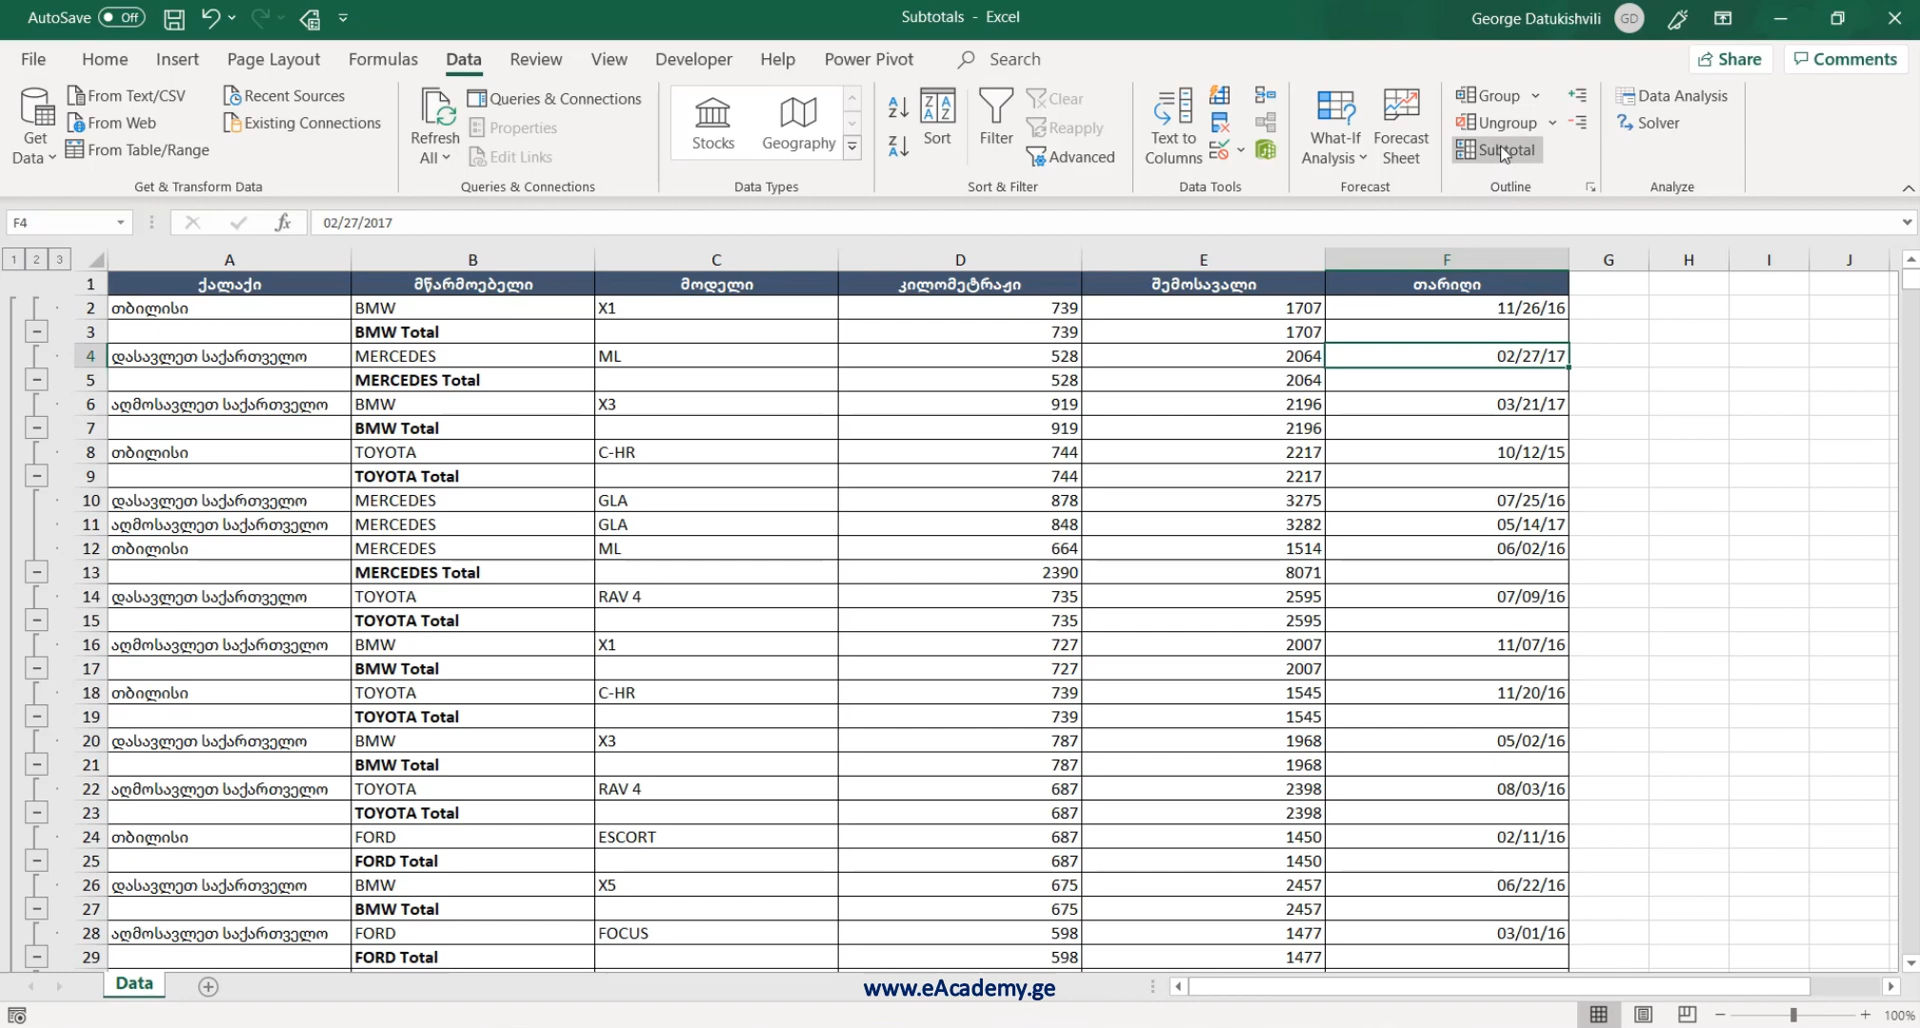 AutoSave Off
Subtotals - Excel
George Datukishvili GD
File Home Insert Page Layout Formulas Data Review View Developer Help Power Pivot Search Share Comments
Get Data
From Text/CSV
From Web
From Table/Range
Recent Sources
Existing Connections
Get & Transform Data
Refresh All
Queries & Connections
Properties
Edit Links
Queries & Connections
Stocks
Geography
Data Types
Sort
Filter
Clear
Reapply
Advanced
Sort & Filter
Text to Columns
Data Tools
What-If Analysis
Forecast Sheet
Forecast
Group
Ungroup
Subtotal
Outline
Data Analysis
Solver
Analyze
F4 fx 02/27/2017
1 2 3 A B C D E F G H I J
1 ქალაქი მწარმოებელი მოდელი კილომეტრაჟი შემოსავალი თარიღი
2 თბილისი BMW X1 739 1707 11/26/16
3 BMW Total 739 1707
4 დასავლეთ საქართველო MERCEDES ML 528 2064 02/27/17
5 MERCEDES Total 528 2064
6 აღმოსავლეთ საქართველო BMW X3 919 2196 03/21/17
7 BMW Total 919 2196
8 თბილისი TOYOTA C-HR 744 2217 10/12/15
9 TOYOTA Total 744 2217
10 დასავლეთ საქართველო MERCEDES GLA 878 3275 07/25/16
11 აღმოსავლეთ საქართველო MERCEDES GLA 848 3282 05/14/17
12 თბილისი MERCEDES ML 664 1514 06/02/16
13 MERCEDES Total 2390 8071
14 დასავლეთ საქართველო TOYOTA RAV 4 735 2595 07/09/16
15 TOYOTA Total 735 2595
16 აღმოსავლეთ საქართველო BMW X1 727 2007 11/07/16
17 BMW Total 727 2007
18 თბილისი TOYOTA C-HR 739 1545 11/20/16
19 TOYOTA Total 739 1545
20 დასავლეთ საქართველო BMW X3 787 1968 05/02/16
21 BMW Total 787 1968
22 აღმოსავლეთ საქართველო TOYOTA RAV 4 687 2398 08/03/16
23 TOYOTA Total 687 2398
24 თბილისი FORD ESCORT 687 1450 02/11/16
25 FORD Total 687 1450
26 დასავლეთ საქართველო BMW X5 675 2457 06/22/16
27 BMW Total 675 2457
28 აღმოსავლეთ საქართველო FORD FOCUS 598 1477 03/01/16
29 FORD Total 598 1477
Data
www.eAcademy.ge
100%